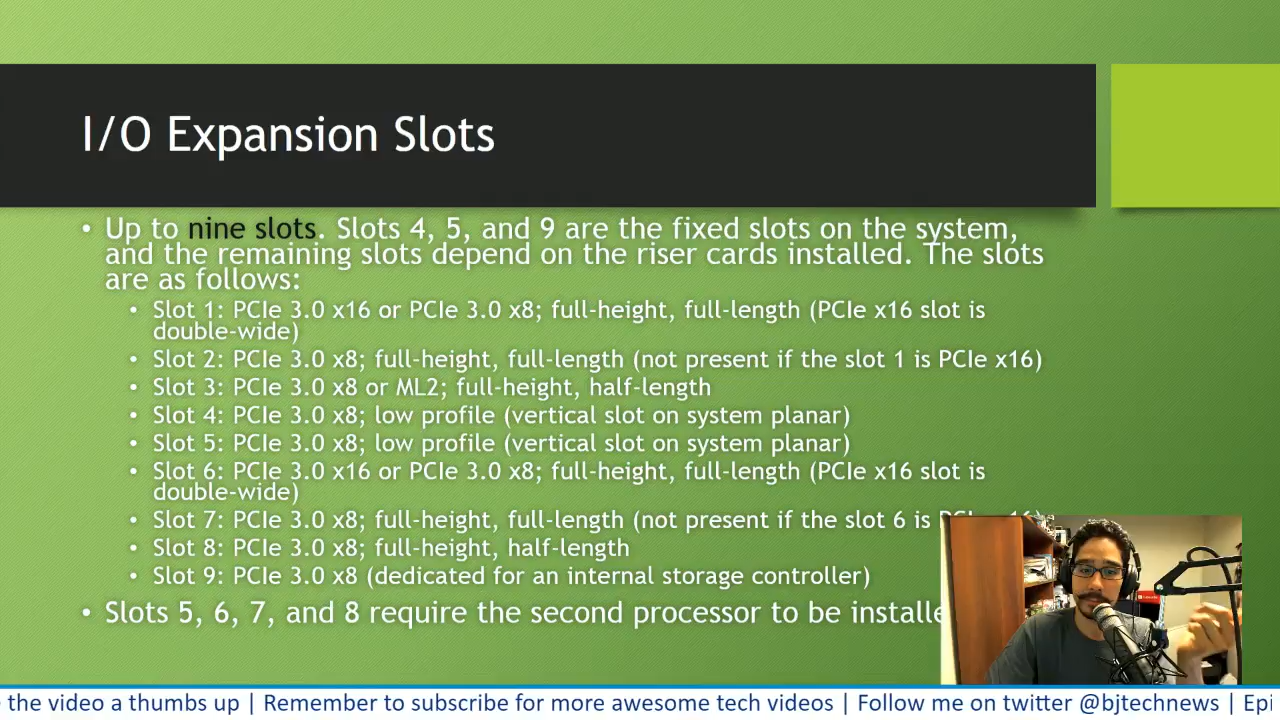 I/O Expansion Slots
• Up to nine slots. Slots 4, 5, and 9 are the fixed slots on the system,
and the remaining slots depend on the riser cards installed. The slots
are as follows:
• Slot 1: PCIe 3.0 x16 or PCIe 3.0 x8; full-height, full-length (PCIe x16 slot is
double-wide)
• Slot 2: PCIe 3.0 x8; full-height, full-length (not present if the slot 1 is PCIe x16)
• Slot 3: PCIe 3.0 x8 or ML2; full-height, half-length
• Slot 4: PCIe 3.0 x8; low profile (vertical slot on system planar)
• Slot 5: PCIe 3.0 x8; low profile (vertical slot on system planar)
• Slot 6: PCIe 3.0 x16 or PCIe 3.0 x8; full-height, full-length (PCIe x16 slot is
double-wide)
• Slot 7: PCIe 3.0 x8; full-height, full-length (not present if the slot 6 is
• Slot 8: PCIe 3.0 x8; full-height, half-length
• Slot 9: PCIe 3.0 x8 (dedicated for an internal storage controller)
• Slots 5, 6, 7, and 8 require the second processor to be installe
the video a thumbs up | Remember to subscribe for more awesome tech videos | Follow me on twitter @bjtechnews | Epi